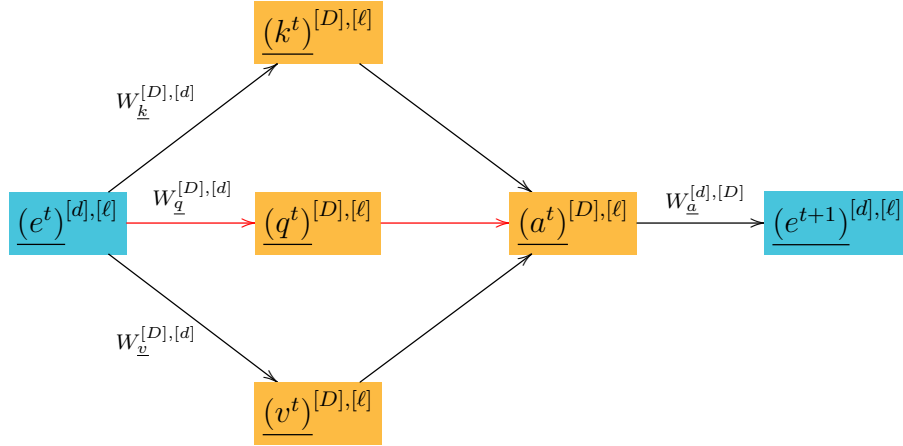 (k^t)^{[D],[ℓ]}
W_k^{[D],[d]}
(e^t)^{[d],[ℓ]}
W_q^{[D],[d]}
(q^t)^{[D],[ℓ]}
(a^t)^{[D],[ℓ]}
W_a^{[d],[D]}
(e^{t+1})^{[d],[ℓ]}
W_v^{[D],[d]}
(v^t)^{[D],[ℓ]}